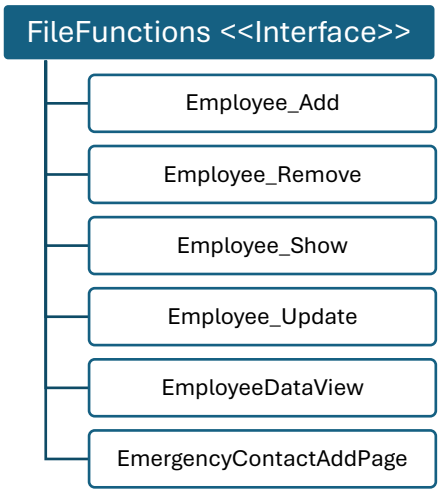 FileFunctions <<Interface>>
Employee_Add
Employee_Remove
Employee_Show
Employee_Update
EmployeeDataView
EmergencyContactAddPage